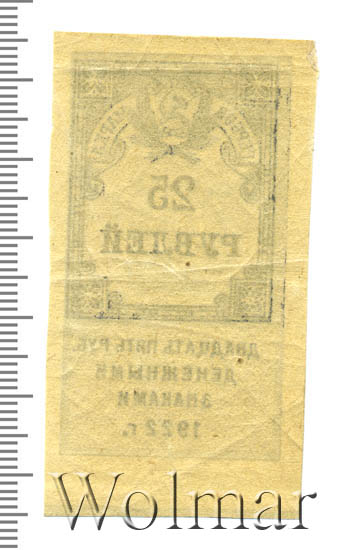 25
РУБЛЕЙ
ДВАДЦАТЬ ПЯТЬ РУБ.
ДЕНЕЖНЫМИ
ЗНАКАМИ
1922 г.
Wolmar